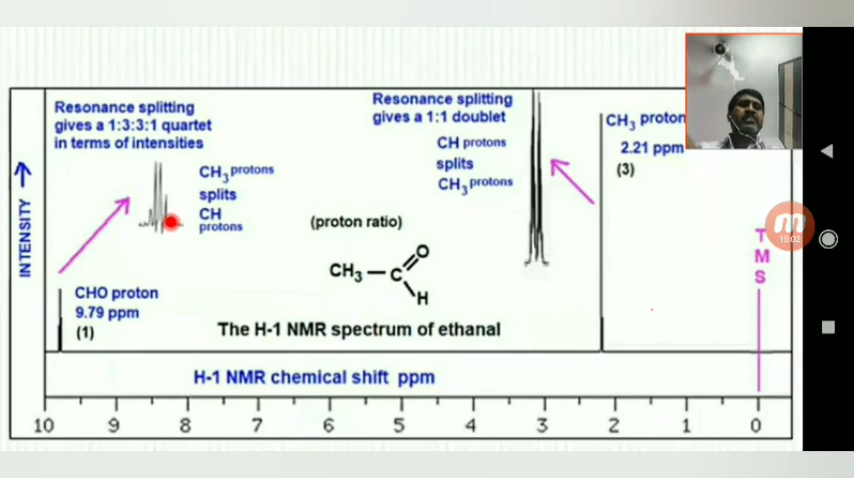 Resonance splitting
gives a 1:3:3:1 quartet
in terms of intensities
CH₃ protons
splits
CH
protons
Resonance splitting
gives a 1:1 doublet
CH protons
splits
CH₃ protons
CH₃ proton
2.21 ppm
(3)
INTENSITY
(proton ratio)
CH₃ — C
O
H
CHO proton
9.79 ppm
(1)
The H-1 NMR spectrum of ethanal
T
M
S
18:02
H-1 NMR chemical shift ppm
10 9 8 7 6 5 4 3 2 1 0